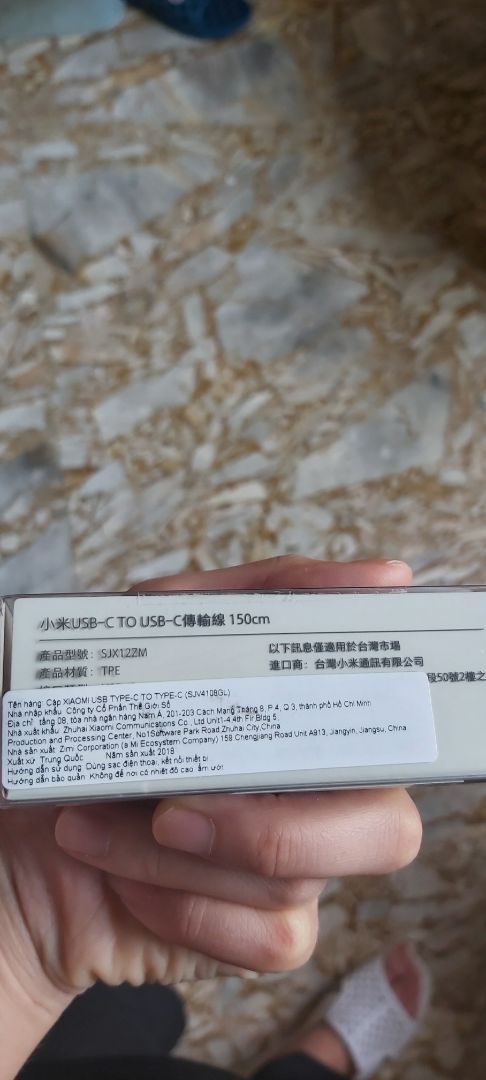 小米USB-C TO USB-C傳輸線 150cm
產品型號：SJX12ZM
以下訊息僅適用於台灣市場
產品材質：TPE
進口商：台灣小米通訊有限公司
段50號2樓之
Tên hàng: Cáp XIAOMI USB TYPE-C TO TYPE-C (SJV4108GL)
Nhà nhập khẩu: Công ty Cổ Phần Thế Giới Số
Địa chỉ: tầng 08, tòa nhà ngân hàng Nam Á, 201-203 Cách Mạng Tháng 8, P 4, Q 3, thành phố Hồ Chí Minh
Nhà xuất khẩu: Zhuhai Xiaomi Communications Co., Ltd Unit1-4,4th Flr Bldg 5,
Production and Processing Center, No1Software Park Road Zhuhai City,China
Nhà sản xuất: Zimi Corporation (a Mi Ecosystem Company) 158 Chengjiang Road Unit A913, Jiangyin, Jiangsu, China
Xuất xứ: Trung Quốc Năm sản xuất 2018
Hướng dẫn sử dụng: Dùng sạc điện thoại, kết nối thiết bị
Hướng dẫn bảo quản: Không để nơi có nhiệt độ cao, ẩm ướt